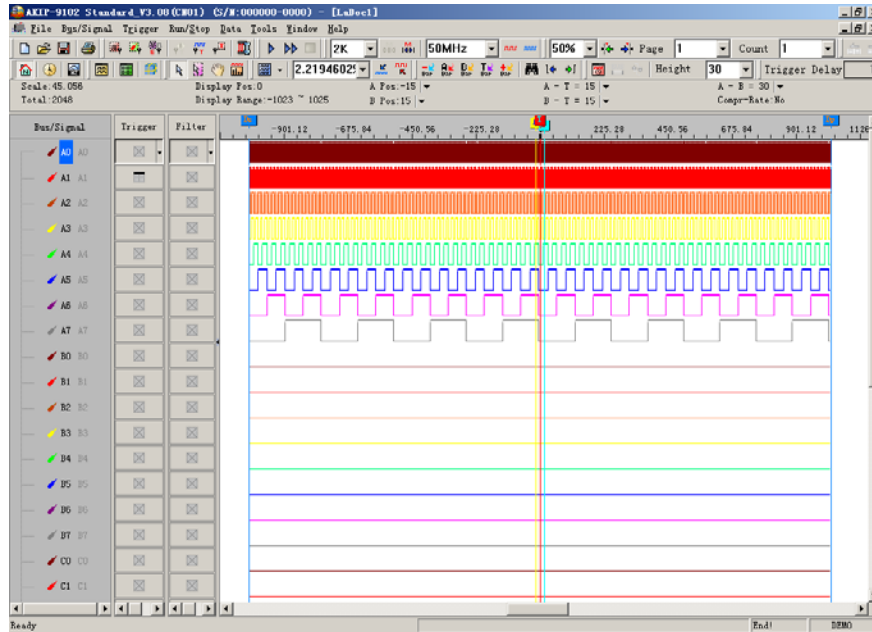 AKIP-9102 Standard_V3.08(CN01) (S/N:000000-0000) - [LaDoc1]
File Bus/Signal Trigger Run/Stop Data Tools Window Help
2K 50MHz 50% Page 1 Count 1
2.2194602 Height 30 Trigger Delay
Scale:45.056 Display Pos:0 A Pos:-15 A - T = 15 A - B = 30
Total:2048 Display Range:-1023 ~ 1025 B Pos:15 B - T = 15 Compr-Rate:No
Bus/Signal Trigger Filter -901.12 -675.84 -450.56 -225.28 225.28 450.56 675.84 901.12 1126
A0 A0
A1 A1
A2 A2
A3 A3
A4 A4
A5 A5
A6 A6
A7 A7
B0 B0
B1 B1
B2 B2
B3 B3
B4 B4
B5 B5
B6 B6
B7 B7
C0 C0
C1 C1
Ready End! DEMO